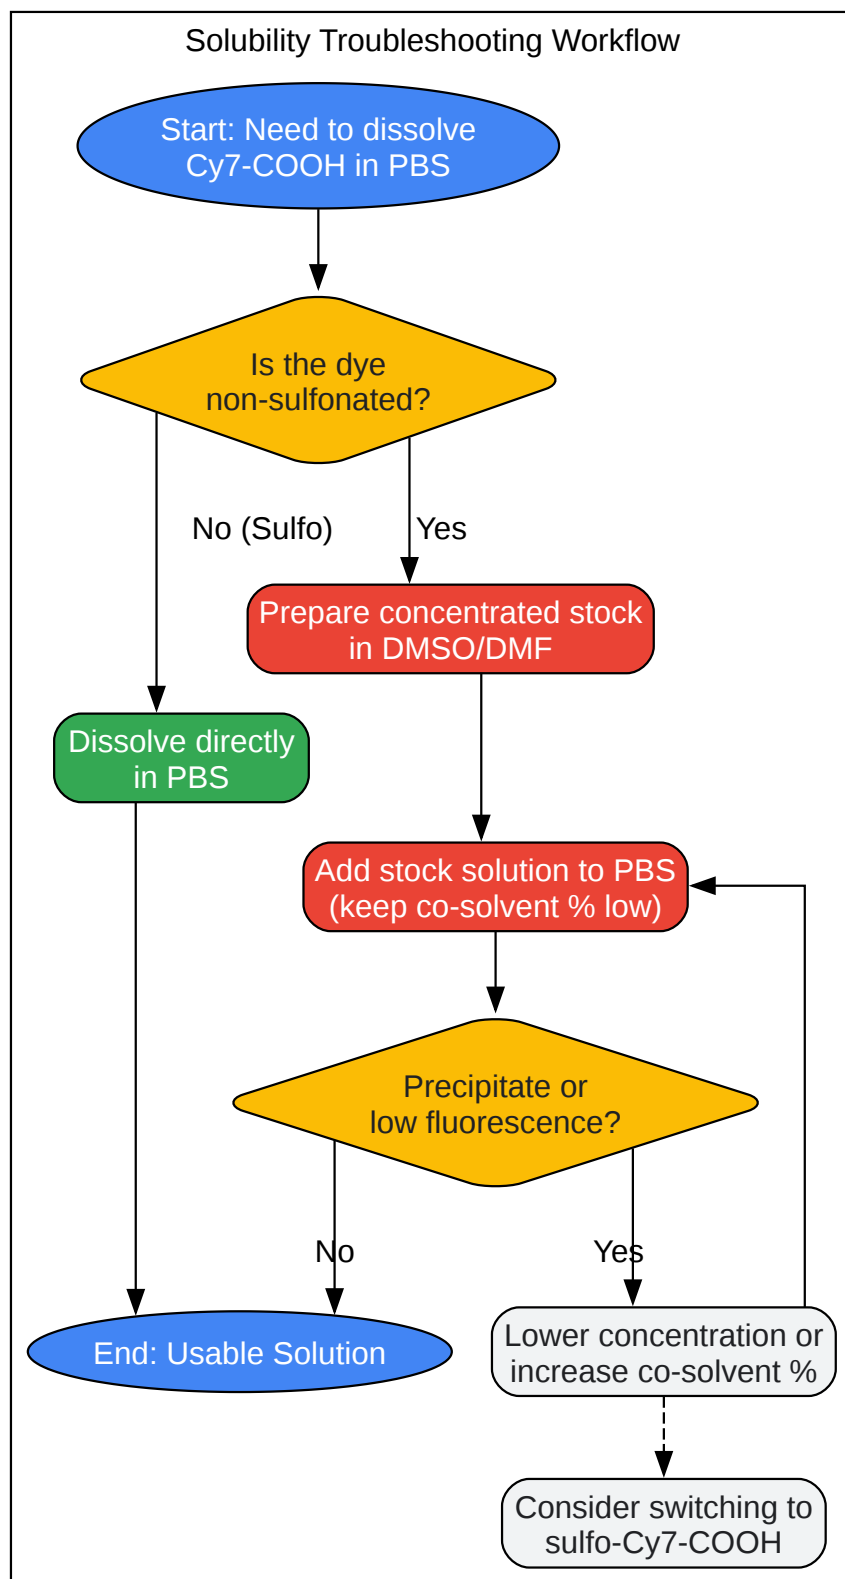 Solubility Troubleshooting Workflow
Start: Need to dissolve
Cy7-COOH in PBS
Is the dye
non-sulfonated?
No (Sulfo)
Yes
Prepare concentrated stock
in DMSO/DMF
Dissolve directly
in PBS
Add stock solution to PBS
(keep co-solvent % low)
Precipitate or
low fluorescence?
No
Yes
End: Usable Solution
Lower concentration or
increase co-solvent %
Consider switching to
sulfo-Cy7-COOH